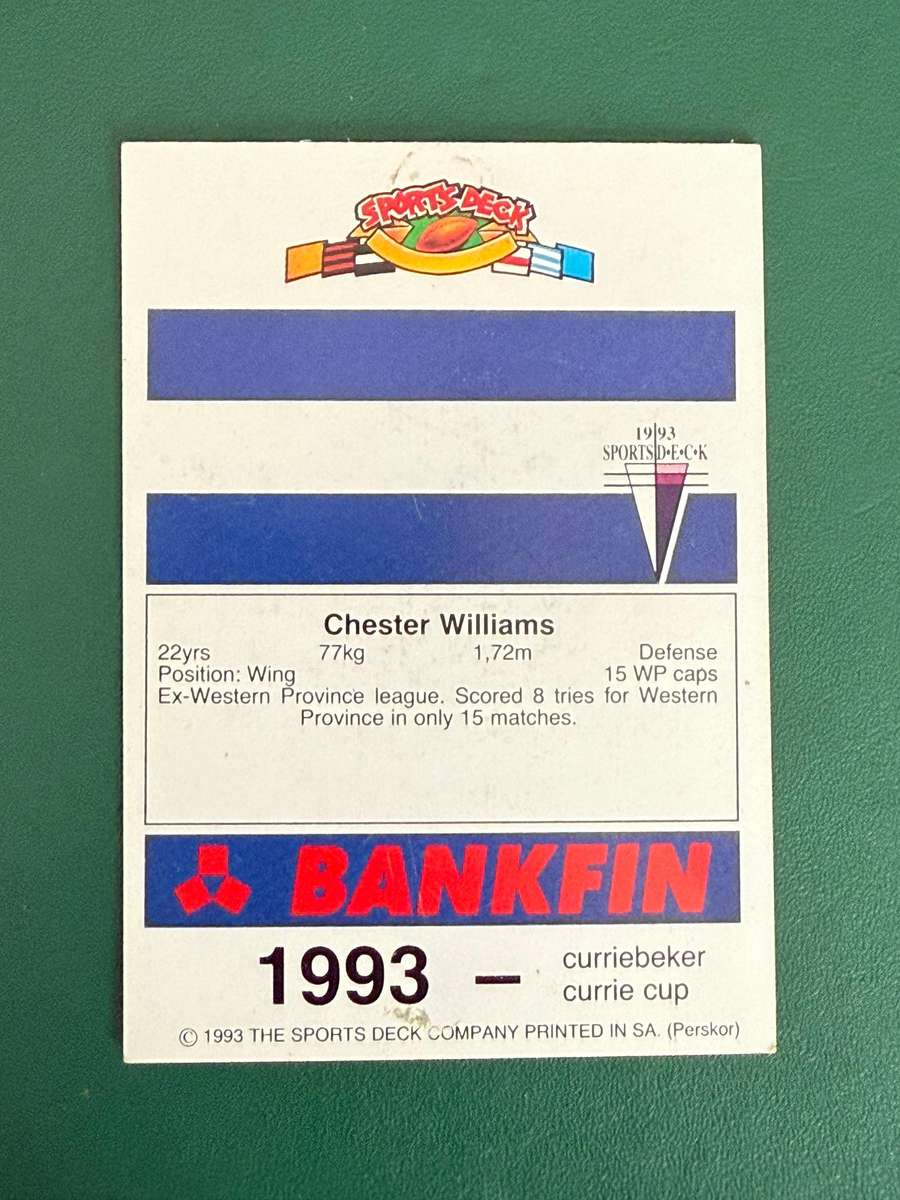 SPORTS DECK
19 93
SPORTS D•E•C•K
Chester Williams
22yrs 77kg 1,72m Defense
Position: Wing 15 WP caps
Ex-Western Province league. Scored 8 tries for Western
Province in only 15 matches.
BANKFIN
1993 – curriebeker
currie cup
© 1993 THE SPORTS DECK COMPANY PRINTED IN SA. (Perskor)